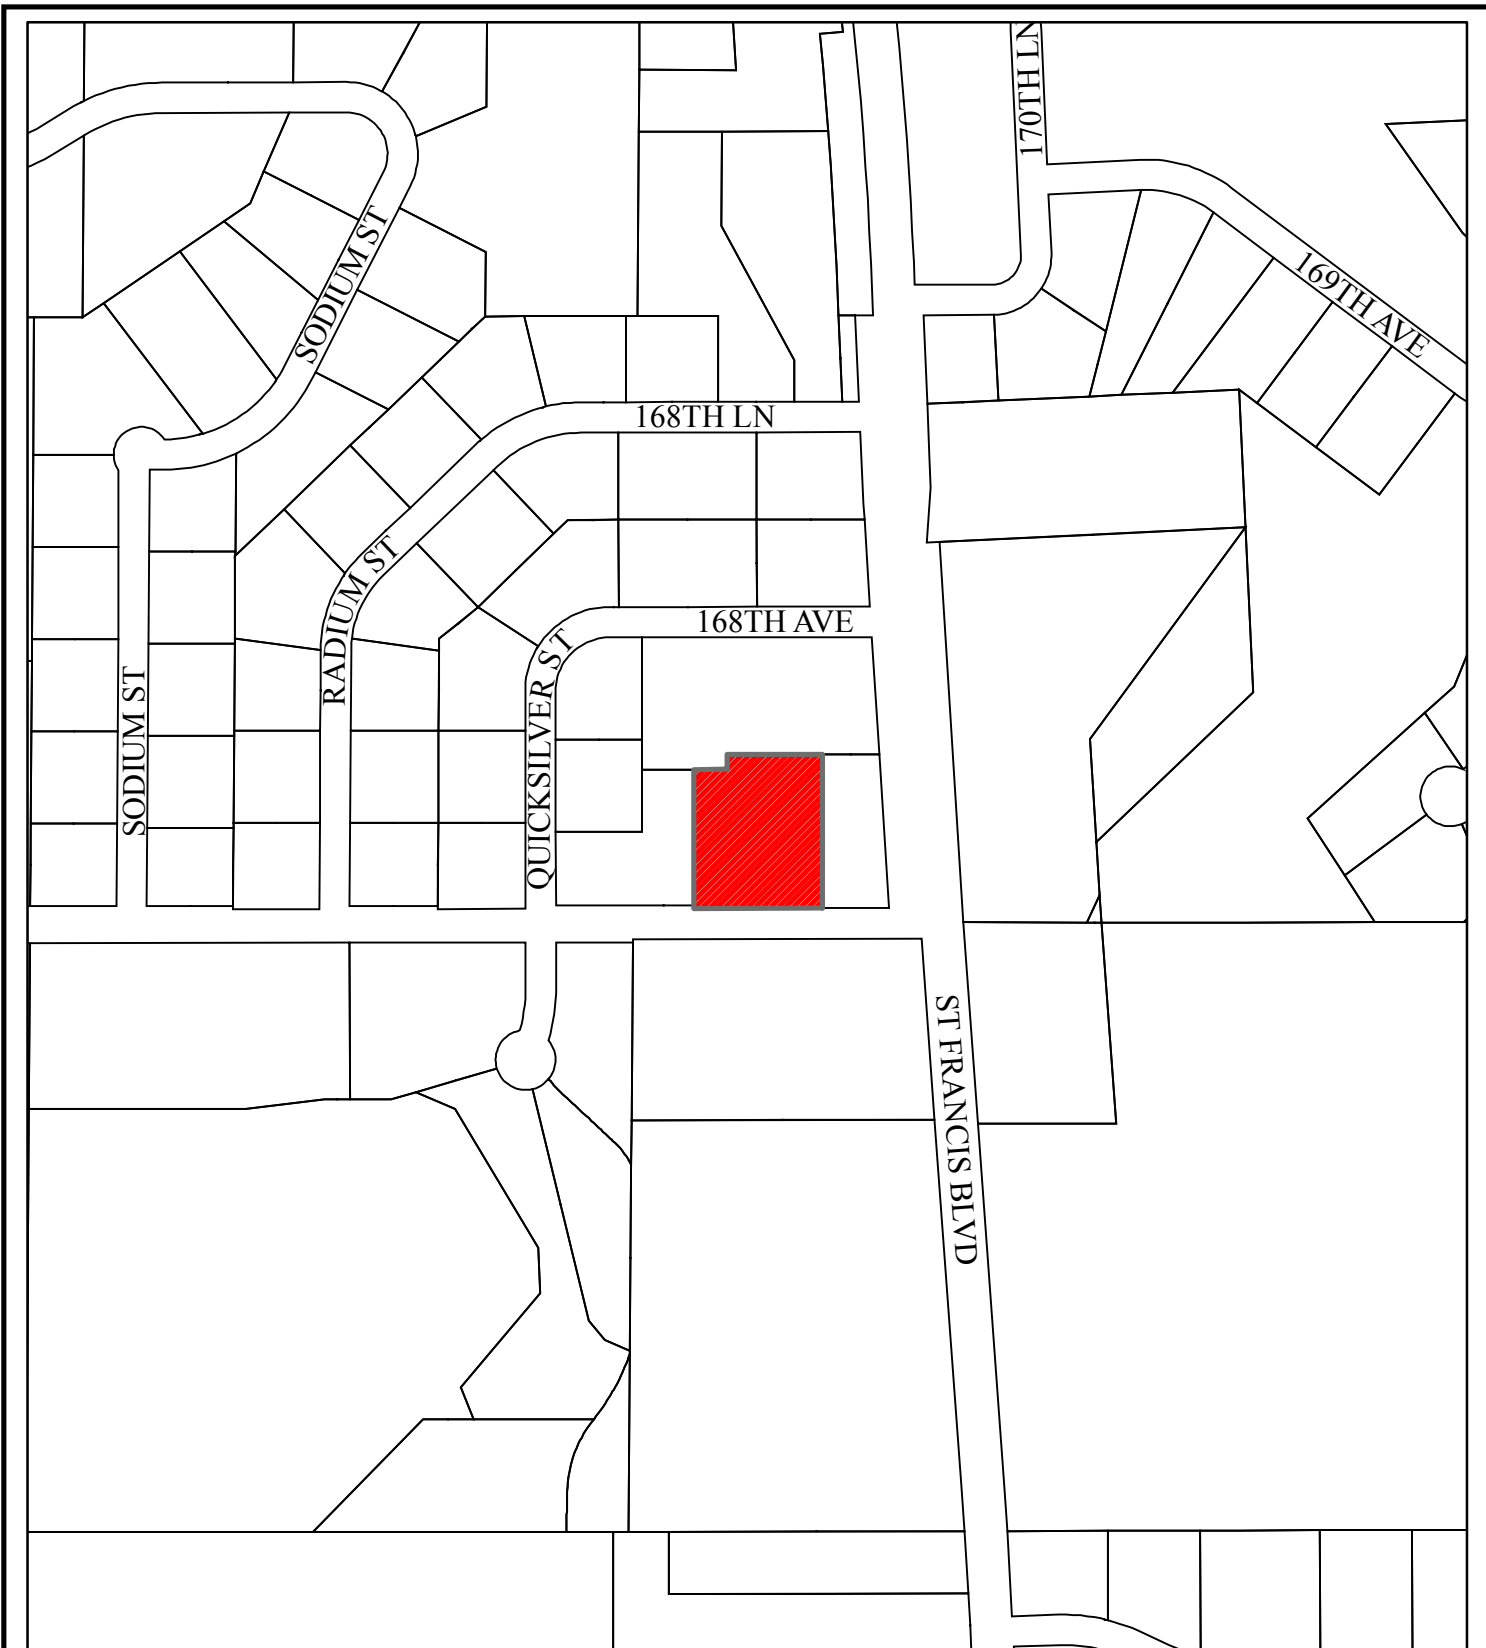 170TH LN
SODIUM ST
169TH AVE
168TH LN
RADIUM ST
168TH AVE
QUICKSILVER ST
SODIUM ST
ST FRANCIS BLVD